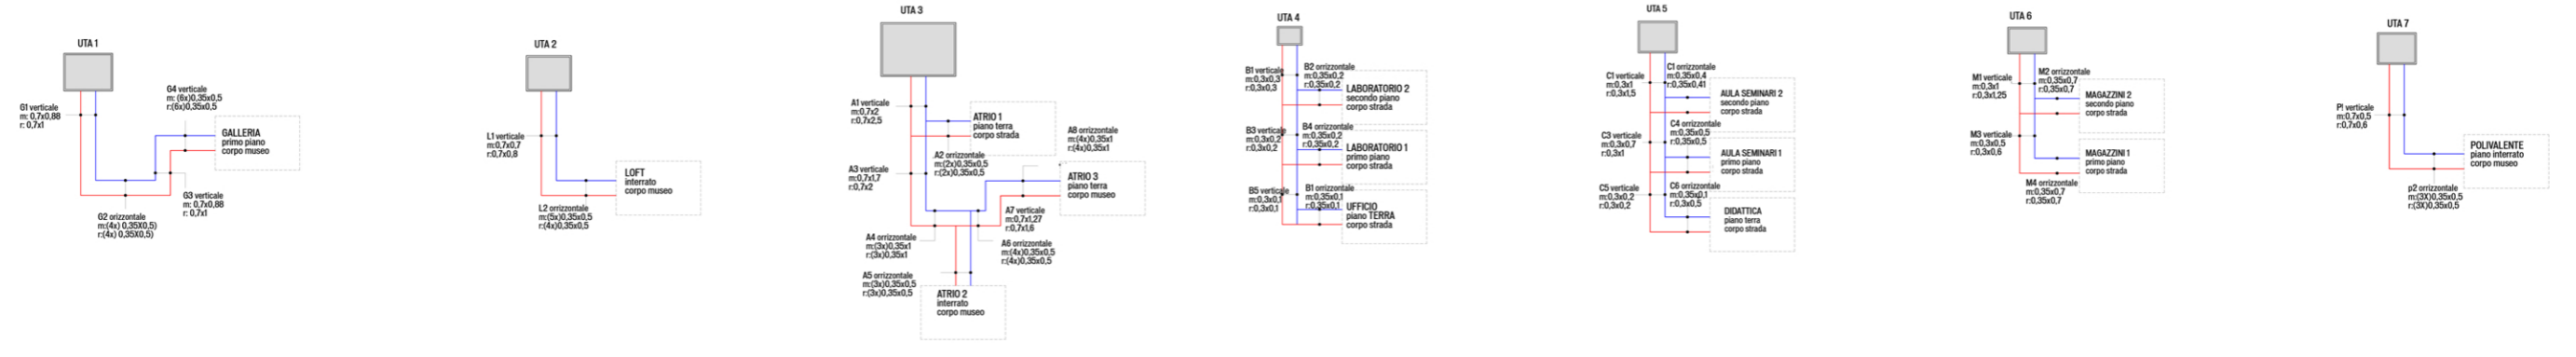 UTA 1
G1 verticale
m: 0,7x0,88
r: 0,7x1
G4 verticale
m: (6x)0,35x0,5
r:(6x)0,35x0,5
GALLERIA
primo piano
corpo museo
G3 verticale
m: 0,7x0,88
r: 0,7x1
G2 orizzontale
m:(4x) 0,35X0,5)
r:(4x) 0,35X0,5)
UTA 2
L1 verticale
m:0,7x0,7
r:0,7x0,8
LOFT
interrato
corpo museo
L2 orrizzontale
m:(5x)0,35x0,5
r:(4x)0,35x0,5
UTA 3
A1 verticale
m:0,7x2
r:0,7x2,5
ATRIO 1
piano terra
corpo strada
A8 orrizontale
m:(4x)0,35x1
r:(4x)0,35x1
A2 orizzontale
m:(2x)0,35x0,5
r:(2x)0,35x0,5
A3 verticale
m:0,7x1,7
r:0,7x2
ATRIO 3
piano terra
corpo museo
A7 verticale
m:0,7x1,27
r:0,7x1,6
A4 orrizzontale
m:(3x)0,35x1
r:(3x)0,35x1
A6 orrizontale
m:(4x)0,35x0,5
r:(4x)0,35x0,5
A5 orrizontale
m:(3x)0,35x0,5
r:(3x)0,35x0,5
ATRIO 2
interrato
corpo museo
UTA 4
B1 verticale
m:0,3x0,3
r:0,3x0,3
B2 orrizontale
m:0,35x0,2
r:0,35x0,2
LABORATORIO 2
secondo piano
corpo strada
B3 verticale
m:0,3x0,2
r:0,3x0,2
B4 orrizontale
m:0,35x0,2
r:0,35x0,2
LABORATORIO 1
primo piano
corpo strada
B5 verticale
m:0,3x0,1
r:0,3x0,1
B1 orrizontale
m:0,35x0,1
r:0,35x0,1
UFFICIO
piano TERRA
corpo strada
UTA 5
C1 verticale
m:0,3x1
r:0,3x1,5
C1 orrizontale
m:0,35x0,4
r:0,35x0,41
AULA SEMINARI 2
secondo piano
corpo strada
C3 verticale
m:0,3x0,7
r:0,3x1
C4 orrizontale
m:0,35x0,5
r:0,35x0,5
AULA SEMINARI 1
primo piano
corpo strada
C5 verticale
m:0,3x0,2
r:0,3x0,2
C6 orrizontale
m:0,35x0,1
r:0,3x0,5
DIDATTICA
piano terra
corpo strada
UTA 6
M1 verticale
m:0,3x1
r:0,3x1,25
M2 orrizontale
m:0,35x0,7
r:0,35x0,7
MAGAZZINI 2
secondo piano
corpo strada
M3 verticale
m:0,3x0,5
r:0,3x0,6
MAGAZZINI 1
primo piano
corpo strada
M4 orrizontale
m:0,35x0,7
r:0,35x0,7
UTA 7
P! verticale
m:0,7x0,5
r:0,7x0,6
POLIVALENTE
piano interrato
corpo museo
p2 orrizontale
m:(3X)0,35x0,5
r:(3X)0,35x0,5